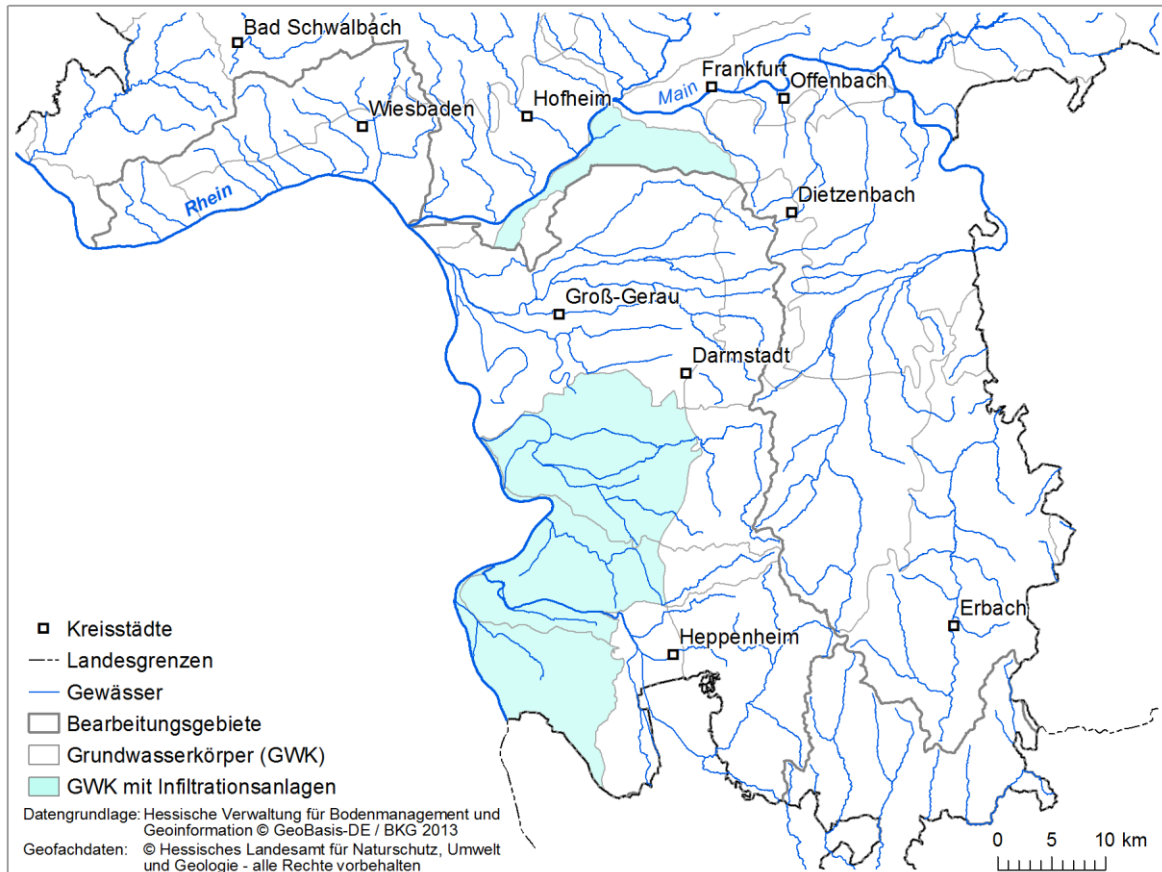 Bad Schwalbach
Frankfurt
Main
Offenbach
Hofheim
Wiesbaden
Rhein
Dietzenbach
Groß-Gerau
Darmstadt
Erbach
Heppenheim
Kreisstädte
Landesgrenzen
Gewässer
Bearbeitungsgebiete
Grundwasserkörper (GWK)
GWK mit Infiltrationsanlagen
Datengrundlage: Hessische Verwaltung für Bodenmanagement und
Geoinformation © GeoBasis-DE / BKG 2013
Geofachdaten: © Hessisches Landesamt für Naturschutz, Umwelt
und Geologie - alle Rechte vorbehalten
0 5 10 km